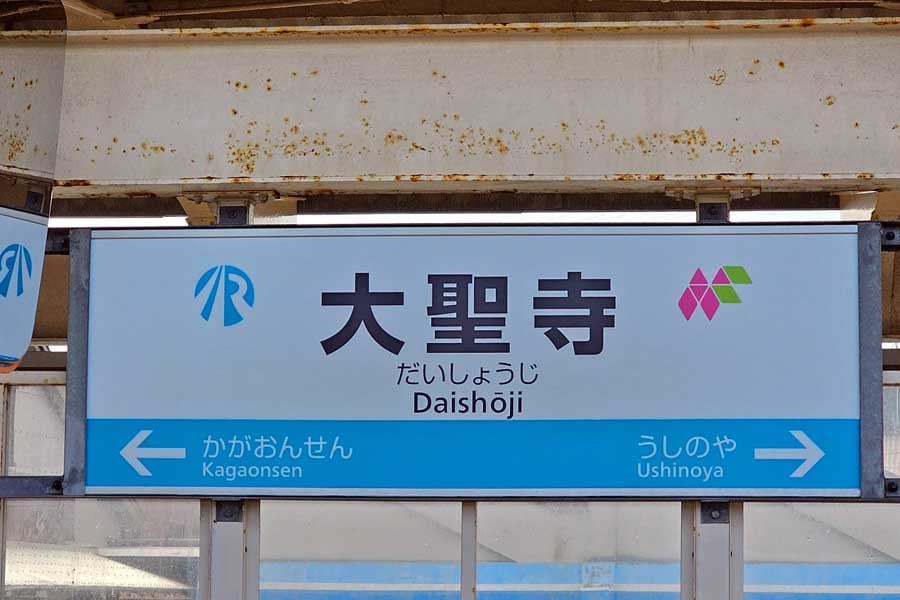 大聖寺
だいしょうじ
Daishōji
かがおんせん
Kagaonsen
うしのや
Ushinoya